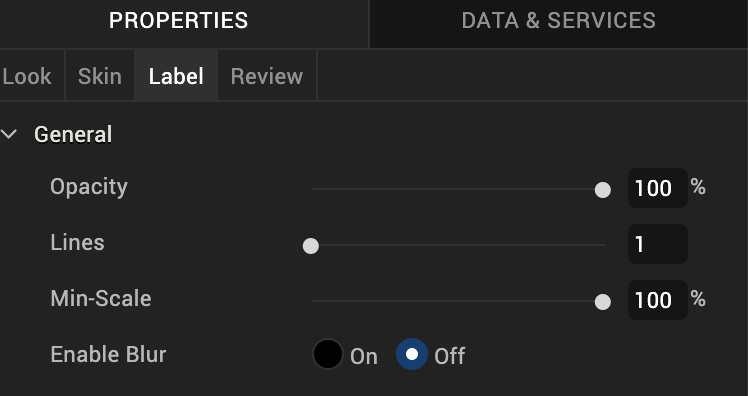 PROPERTIES DATA & SERVICES
Look Skin Label Review
General
Opacity 100 %
Lines 1
Min-Scale 100 %
Enable Blur On Off